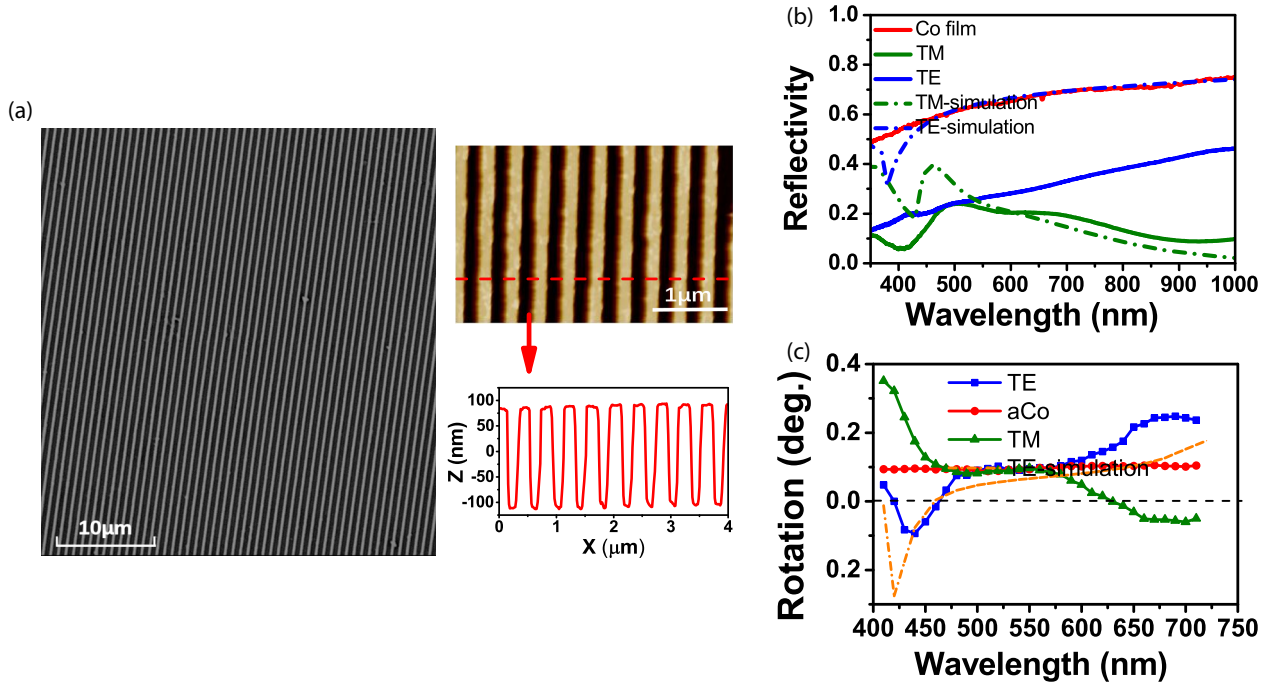 (a)
10μm
1μm
Z (nm)
100
50
0
-50
-100
0 1 2 3 4
X (μm)
(b)
Reflectivity
1.0
0.8
0.6
0.4
0.2
0.0
Co film
TM
TE
TM-simulation
TE-simulation
400 500 600 700 800 900 1000
Wavelength (nm)
(c)
Rotation (deg.)
0.4
0.2
0.0
0.2
TE
aCo
TM
TE-simulation
400 450 500 550 600 650 700 750
Wavelength (nm)